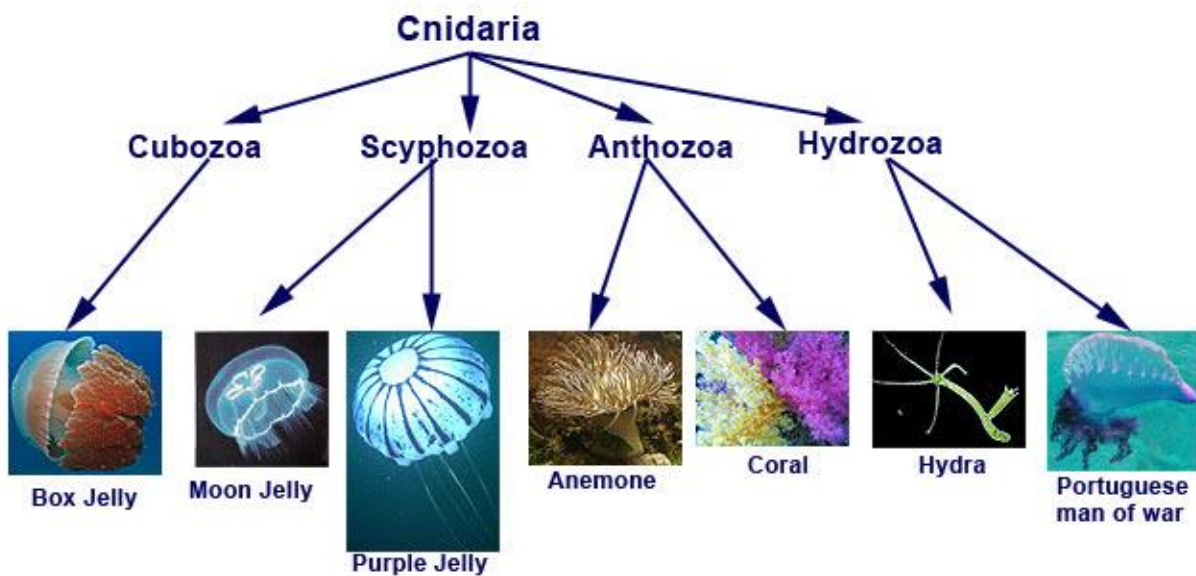 Cnidaria
Cubozoa
Scyphozoa
Anthozoa
Hydrozoa
Box Jelly
Moon Jelly
Purple Jelly
Anemone
Coral
Hydra
Portuguese
man of war